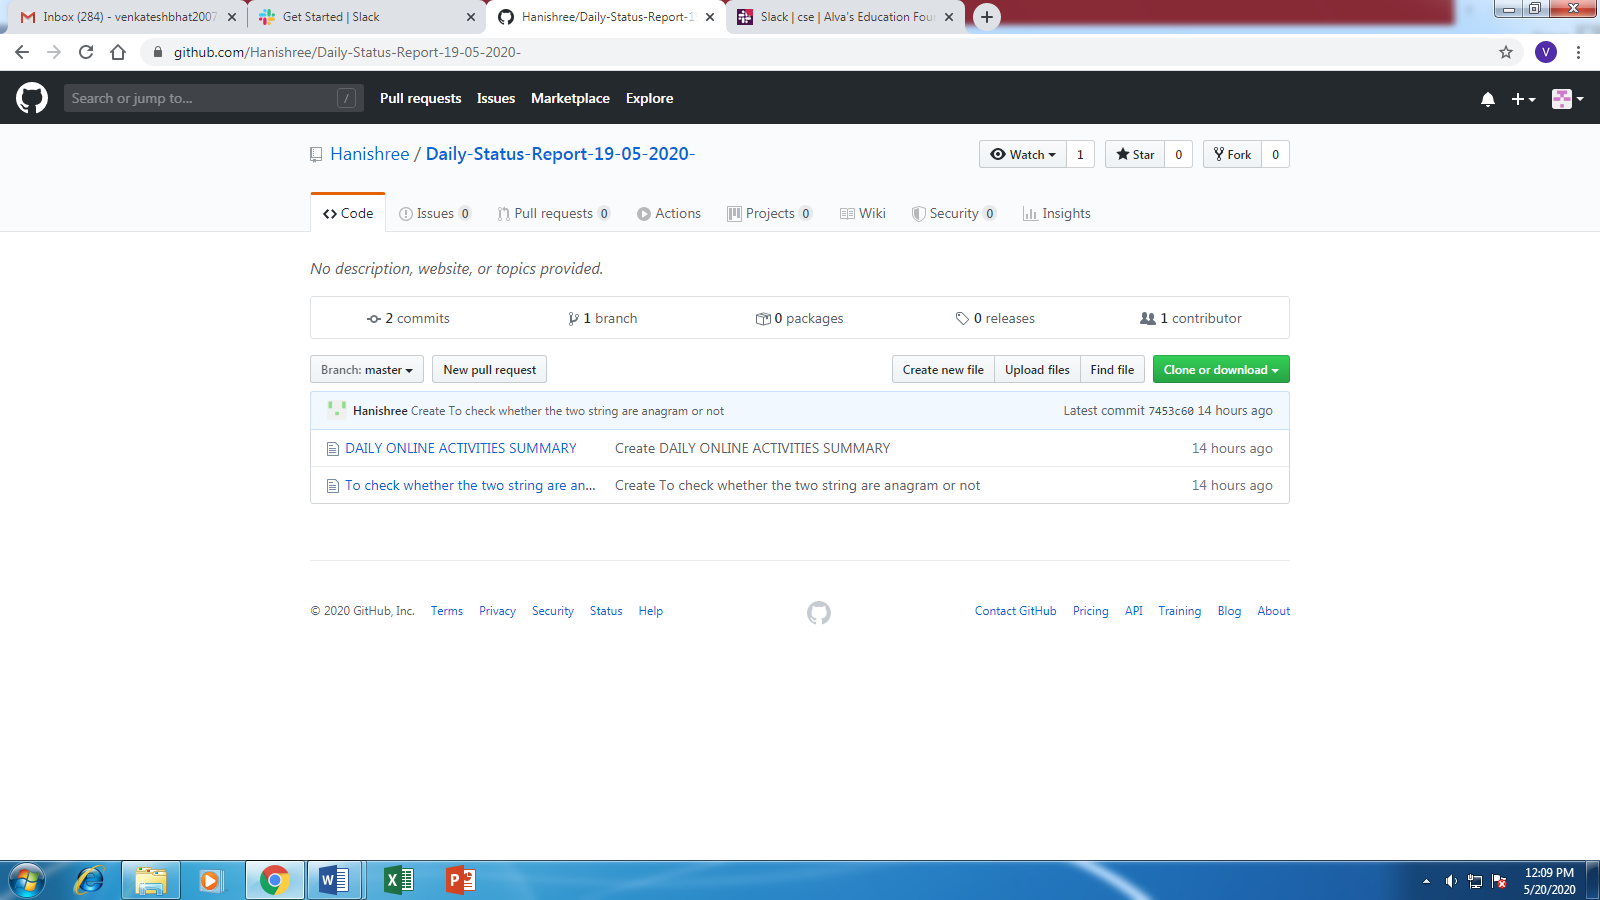 Inbox (284) - venkateshbhat2007
Get Started | Slack
Hanishree/Daily-Status-Report-1
Slack | cse | Alva's Education Fou
github.com/Hanishree/Daily-Status-Report-19-05-2020-
V
Search or jump to...
/
Pull requests
Issues
Marketplace
Explore
Hanishree / Daily-Status-Report-19-05-2020-
Watch 1
Star 0
Fork 0
Code
Issues 0
Pull requests 0
Actions
Projects 0
Wiki
Security 0
Insights
No description, website, or topics provided.
2 commits
1 branch
0 packages
0 releases
1 contributor
Branch: master
New pull request
Create new file
Upload files
Find file
Clone or download
Hanishree Create To check whether the two string are anagram or not
Latest commit 7453c60 14 hours ago
DAILY ONLINE ACTIVITIES SUMMARY
Create DAILY ONLINE ACTIVITIES SUMMARY
14 hours ago
To check whether the two string are an...
Create To check whether the two string are anagram or not
14 hours ago
© 2020 GitHub, Inc.
Terms
Privacy
Security
Status
Help
Contact GitHub
Pricing
API
Training
Blog
About
12:09 PM
5/20/2020